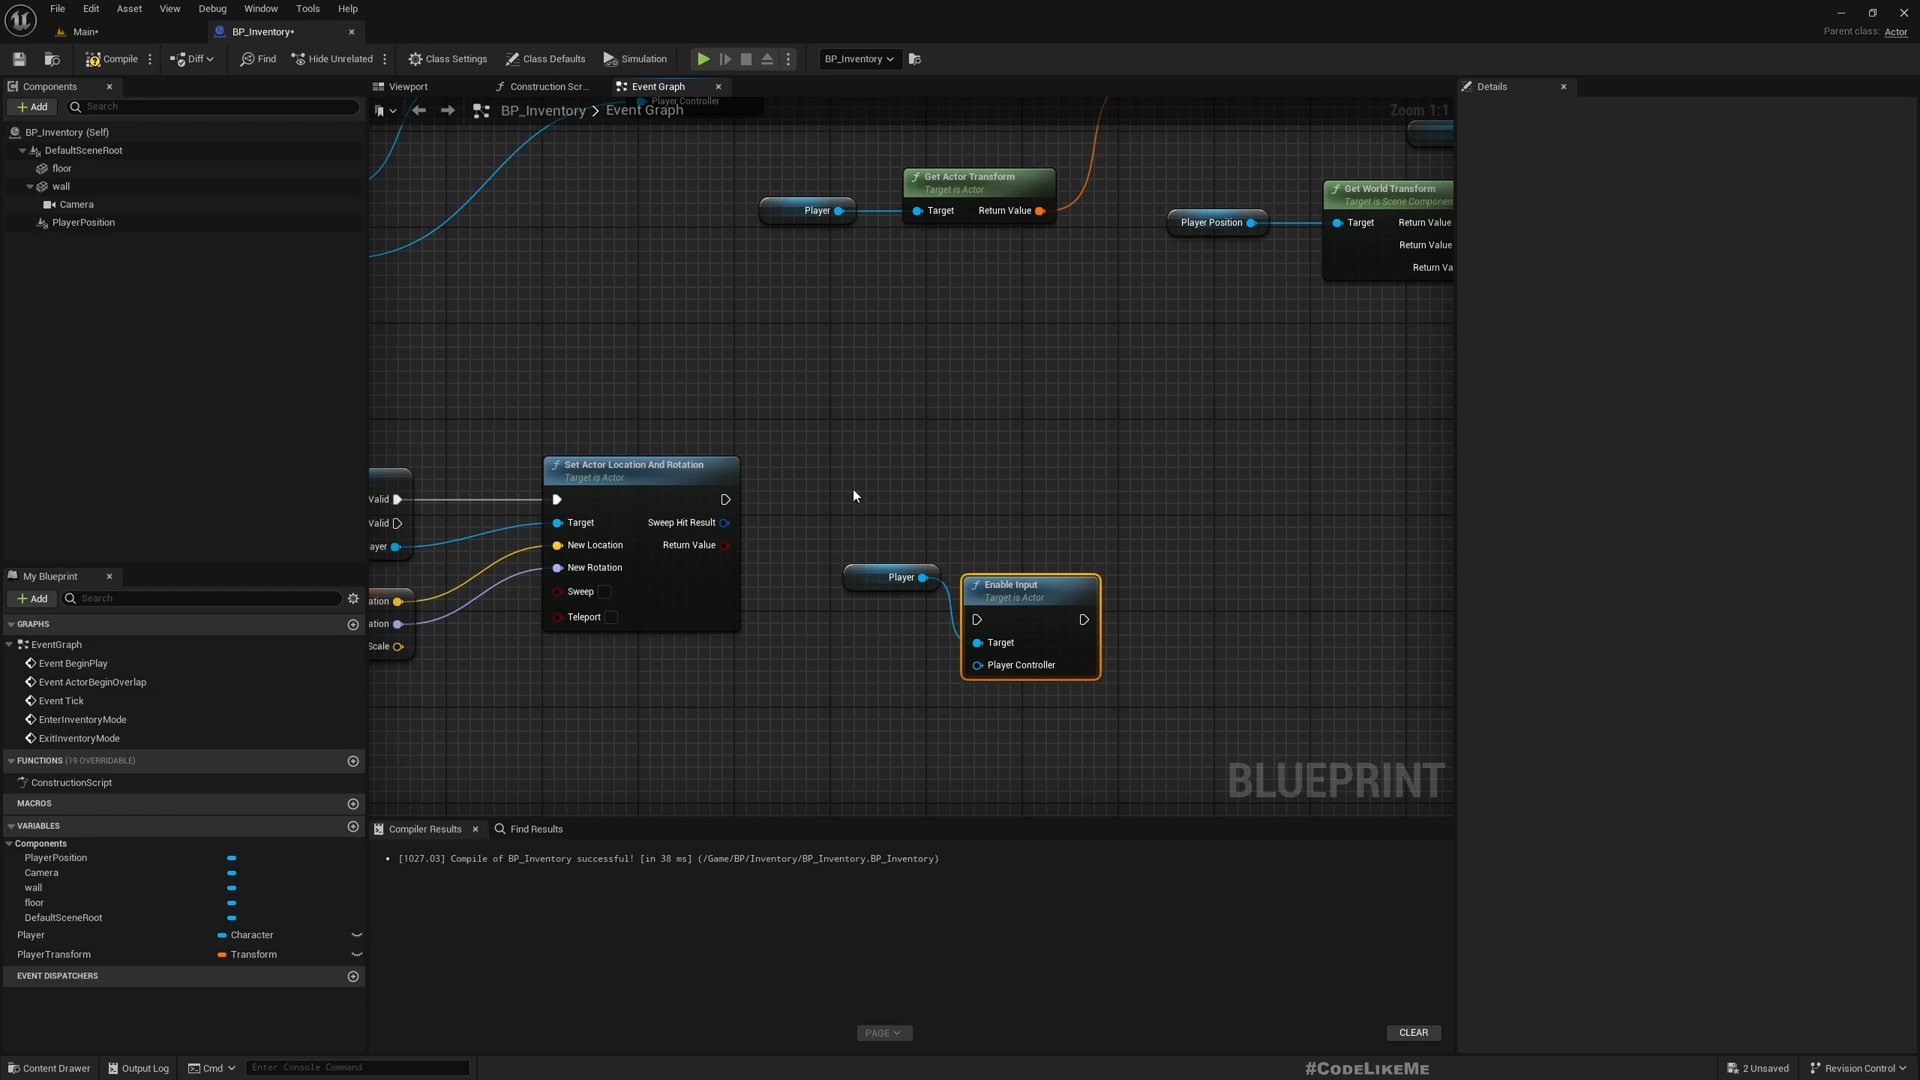 File Edit Asset View Debug Window Tools Help
Main•
BP_Inventory•
Parent class: Actor
Compile
Diff
Find
Hide Unrelated
Class Settings
Class Defaults
Simulation
BP_Inventory
Components
Add
Search
BP_Inventory (Self)
DefaultSceneRoot
floor
wall
Camera
PlayerPosition
Viewport
Construction Scr...
Event Graph
Details
Player Controller
BP_Inventory > Event Graph
Zoom 1:1
Get Actor Transform
Target is Actor
Player
Target
Return Value
Get World Transform
Target is Scene Componen
Player Position
Target
Return Value
Return Value
Return Va
Set Actor Location And Rotation
Target is Actor
Valid
Valid
Target
Sweep Hit Result
ayer
New Location
Return Value
New Rotation
Sweep
Teleport
ation
ation
Scale
Player
Enable Input
Target is Actor
Target
Player Controller
BLUEPRINT
My Blueprint
Add
Search
GRAPHS
EventGraph
Event BeginPlay
Event ActorBeginOverlap
Event Tick
EnterInventoryMode
ExitInventoryMode
FUNCTIONS (19 OVERRIDABLE)
ConstructionScript
MACROS
VARIABLES
Components
PlayerPosition
Camera
wall
floor
DefaultSceneRoot
Player Character
PlayerTransform Transform
EVENT DISPATCHERS
Compiler Results
Find Results
[1027.03] Compile of BP_Inventory successful! [in 38 ms] (/Game/BP/Inventory/BP_Inventory.BP_Inventory)
PAGE
CLEAR
Content Drawer
Output Log
Cmd
Enter Console Command
#CODELIKEME
2 Unsaved
Revision Control